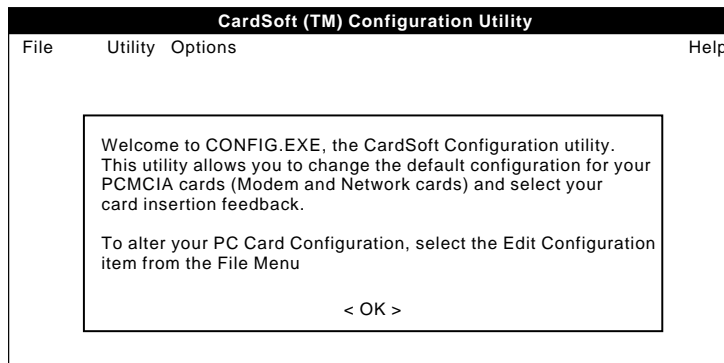 CardSoft (TM) Configuration Utility
File Utility Options Help
Welcome to CONFIG.EXE, the CardSoft Configuration utility.
This utility allows you to change the default configuration for your
PCMCIA cards (Modem and Network cards) and select your
card insertion feedback.
To alter your PC Card Configuration, select the Edit Configuration
item from the File Menu
< OK >